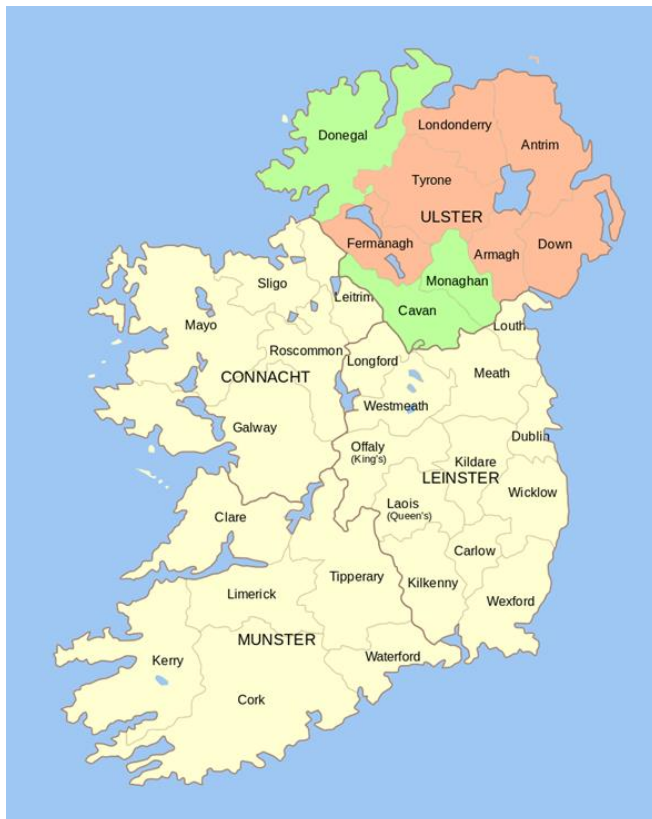 Donegal
Londonderry
Antrim
Tyrone
ULSTER
Fermanagh
Armagh
Down
Monaghan
Cavan
Sligo
Leitrim
Mayo
Louth
Roscommon
Longford
CONNACHT
Meath
Westmeath
Galway
Dublin
Offaly
(King's)
Kildare
LEINSTER
Wicklow
Laois
(Queen's)
Clare
Carlow
Tipperary
Kilkenny
Limerick
Wexford
MUNSTER
Waterford
Kerry
Cork